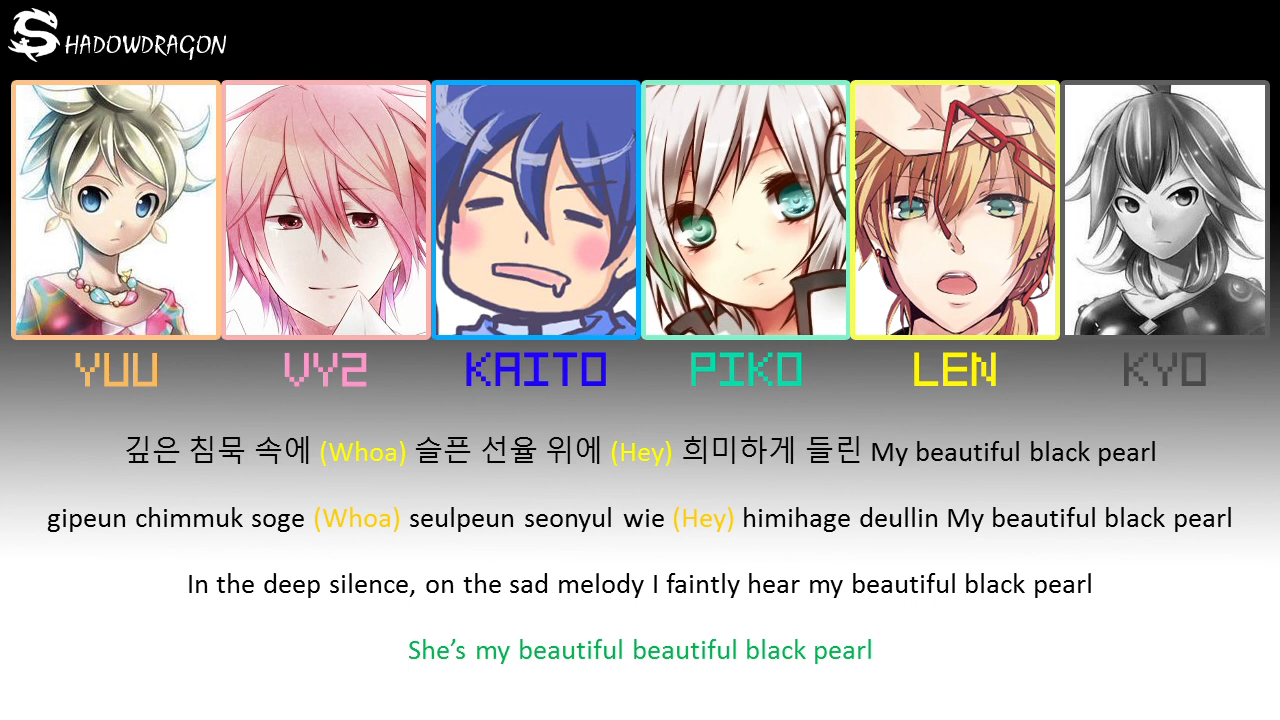 SHADOWDRAGON
YUU VY2 KAITO PIKO LEN KYO
깊은 침묵 속에 (Whoa) 슬픈 선율 위에 (Hey) 희미하게 들린 My beautiful black pearl
gipeun chimmuk soge (Whoa) seulpeun seonyul wie (Hey) himihage deullin My beautiful black pearl
In the deep silence, on the sad melody I faintly hear my beautiful black pearl
She’s my beautiful beautiful black pearl